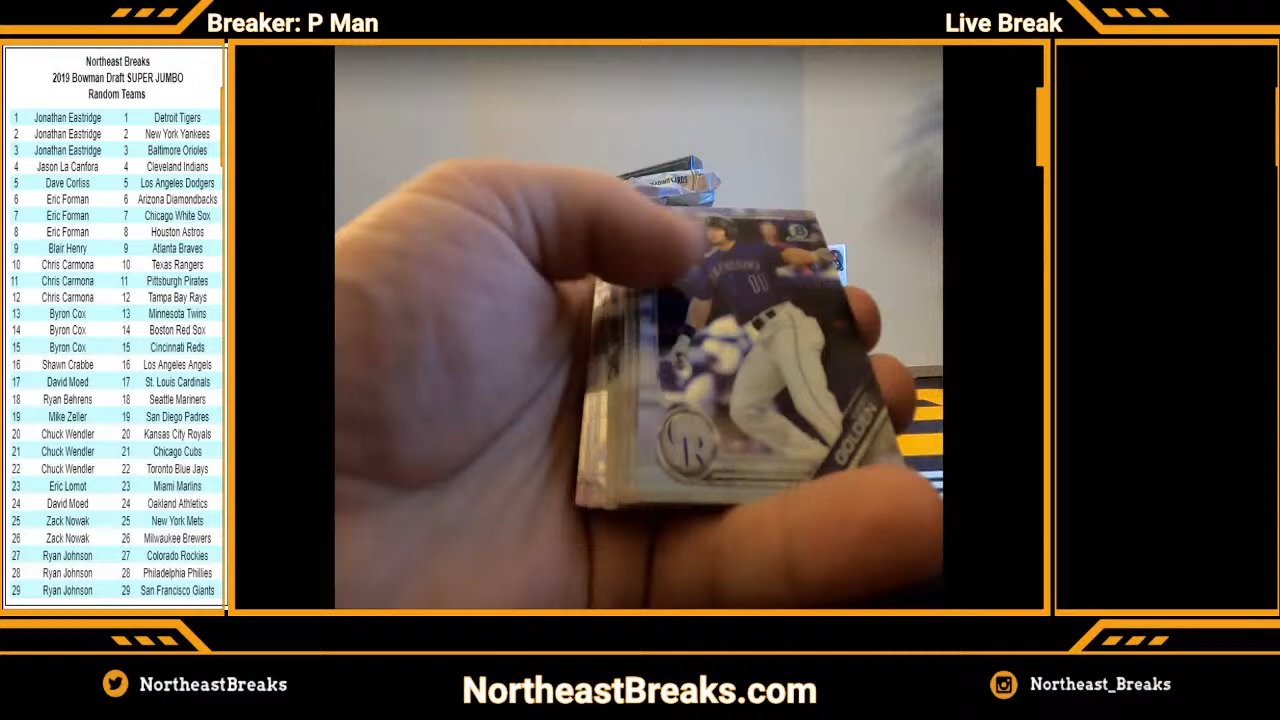 Breaker: P Man
Live Break
Northeast Breaks
2019 Bowman Draft SUPER JUMBO
Random Teams
1 Jonathan Eastridge 1 Detroit Tigers
2 Jonathan Eastridge 2 New York Yankees
3 Jonathan Eastridge 3 Baltimore Orioles
4 Jason La Canfora 4 Cleveland Indians
5 Dave Corliss 5 Los Angeles Dodgers
6 Eric Forman 6 Arizona Diamondbacks
7 Eric Forman 7 Chicago White Sox
8 Eric Forman 8 Houston Astros
9 Blair Henry 9 Atlanta Braves
10 Chris Carmona 10 Texas Rangers
11 Chris Carmona 11 Pittsburgh Pirates
12 Chris Carmona 12 Tampa Bay Rays
13 Byron Cox 13 Minnesota Twins
14 Byron Cox 14 Boston Red Sox
15 Byron Cox 15 Cincinnati Reds
16 Shawn Crabbe 16 Los Angeles Angels
17 David Moed 17 St. Louis Cardinals
18 Ryan Behrens 18 Seattle Mariners
19 Mike Zeller 19 San Diego Padres
20 Chuck Wendler 20 Kansas City Royals
21 Chuck Wendler 21 Chicago Cubs
22 Chuck Wendler 22 Toronto Blue Jays
23 Eric Lomot 23 Miami Marlins
24 David Moed 24 Oakland Athletics
25 Zack Nowak 25 New York Mets
26 Zack Nowak 26 Milwaukee Brewers
27 Ryan Johnson 27 Colorado Rockies
28 Ryan Johnson 28 Philadelphia Phillies
29 Ryan Johnson 29 San Francisco Giants
11
CR
GOLDEN
NortheastBreaks
NortheastBreaks.com
Northeast_Breaks